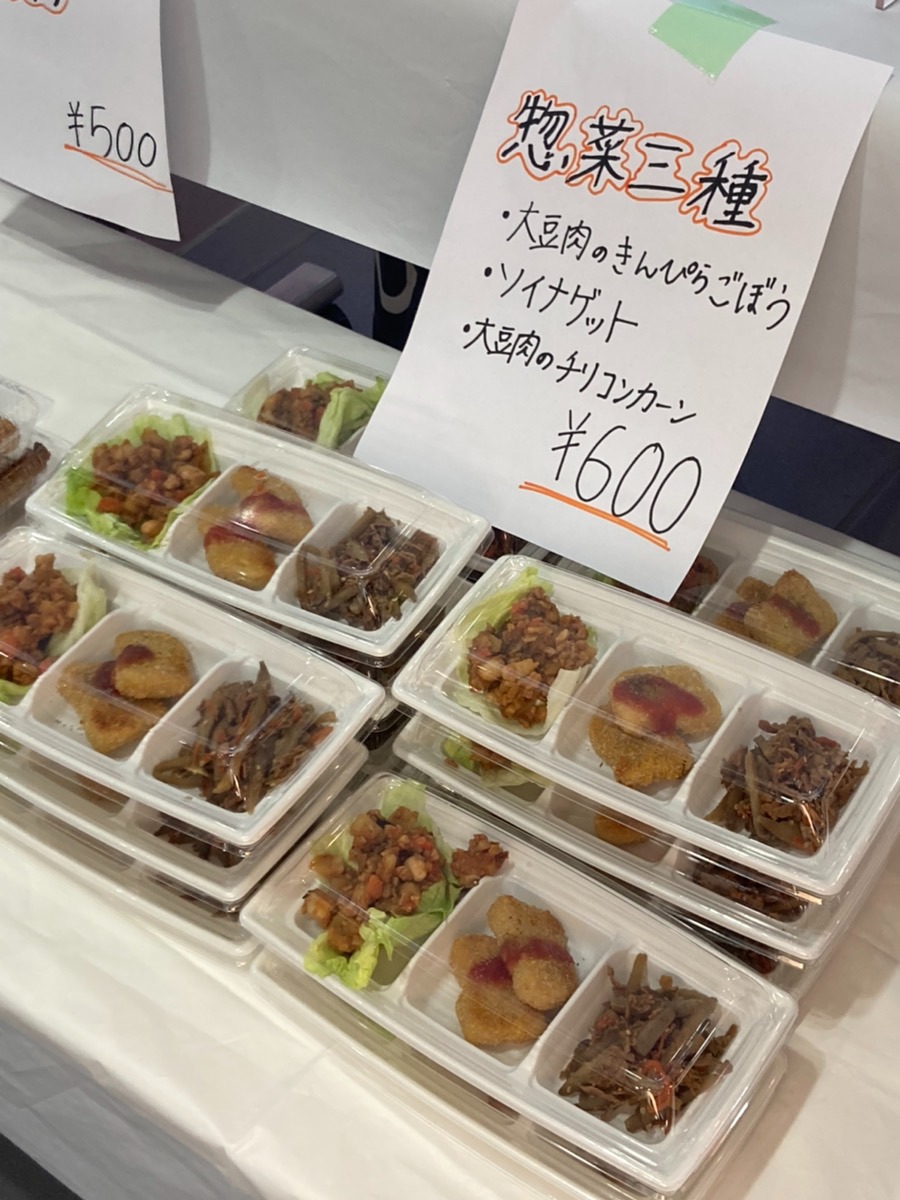 ¥500
惣菜三種
・大豆肉のきんぴらごぼう
・ソイナゲット
・大豆肉のチリコンカーン
¥600